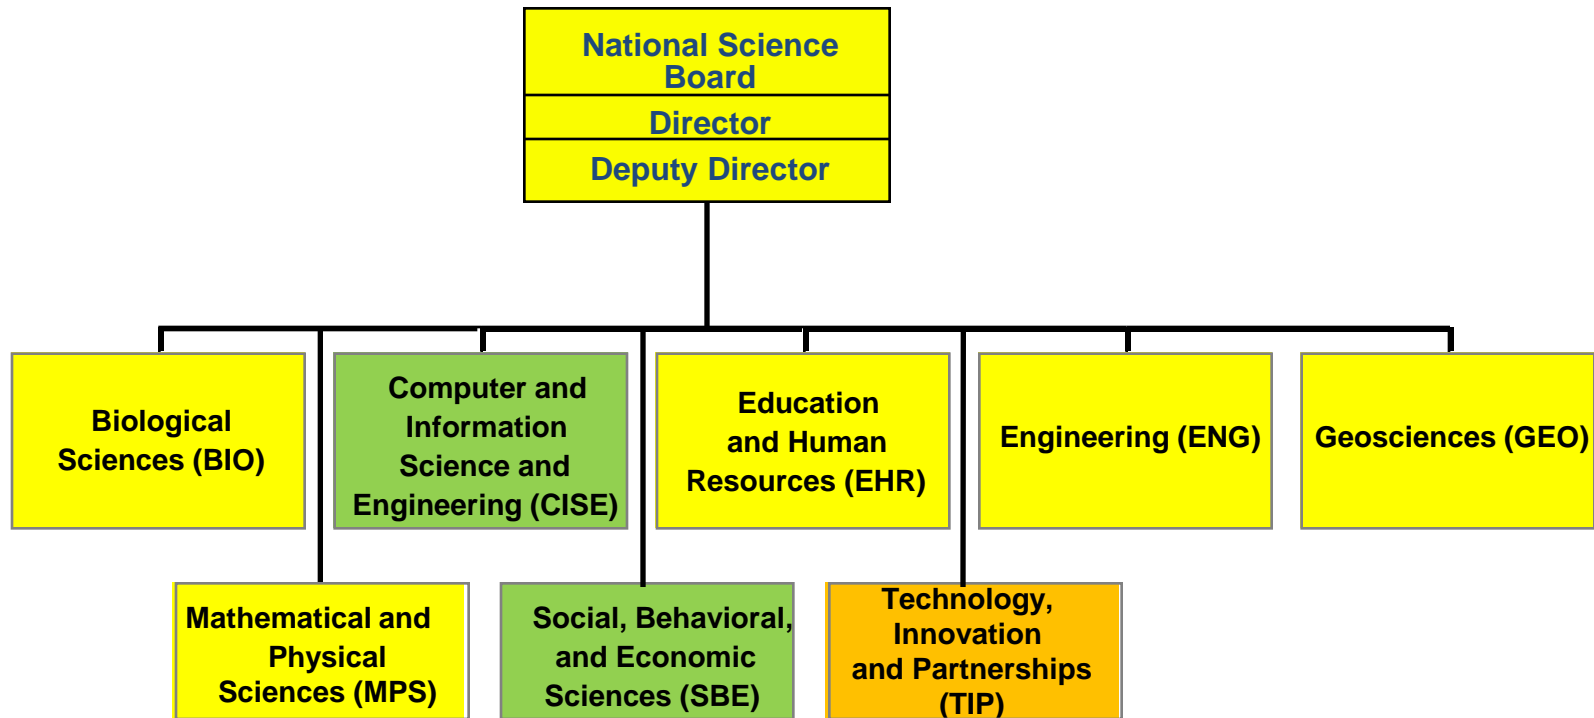 National Science
Board
Director
Deputy Director
Biological
Sciences (BIO)
Computer and
Information
Science and
Engineering (CISE)
Education
and Human
Resources (EHR)
Engineering (ENG)
Geosciences (GEO)
Mathematical and
Physical
Sciences (MPS)
Social, Behavioral,
and Economic
Sciences (SBE)
Technology,
Innovation
and Partnerships
(TIP)